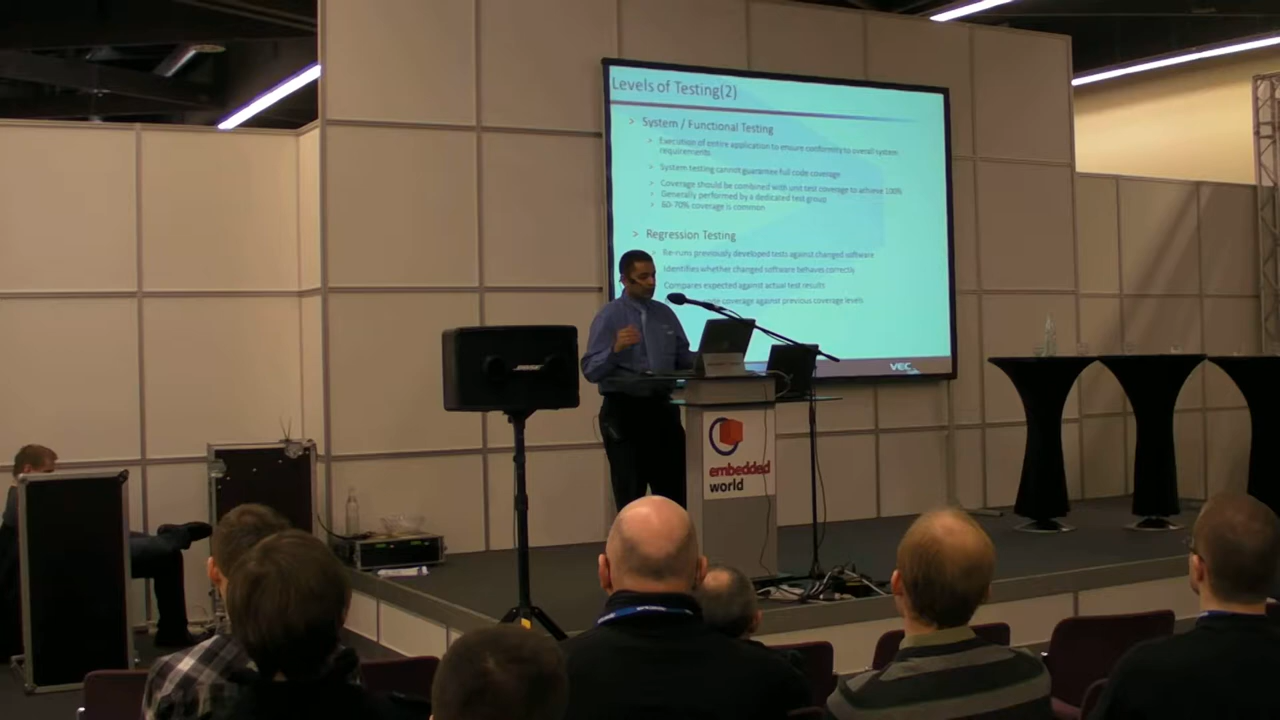 Levels of Testing(2)
> System / Functional Testing
> Execution of entire application to ensure conformity to overall system
requirements.
> System testing cannot guarantee full code coverage
> Coverage should be combined with unit test coverage to achieve 100%
> Generally performed by a dedicated test group
> 60-70% coverage is common
> Regression Testing
> Re-runs previously developed tests against changed software
Identifies whether changed software behaves correctly
Compares expected against actual test results
code coverage against previous coverage levels
VEC
BOSE
embedded
world